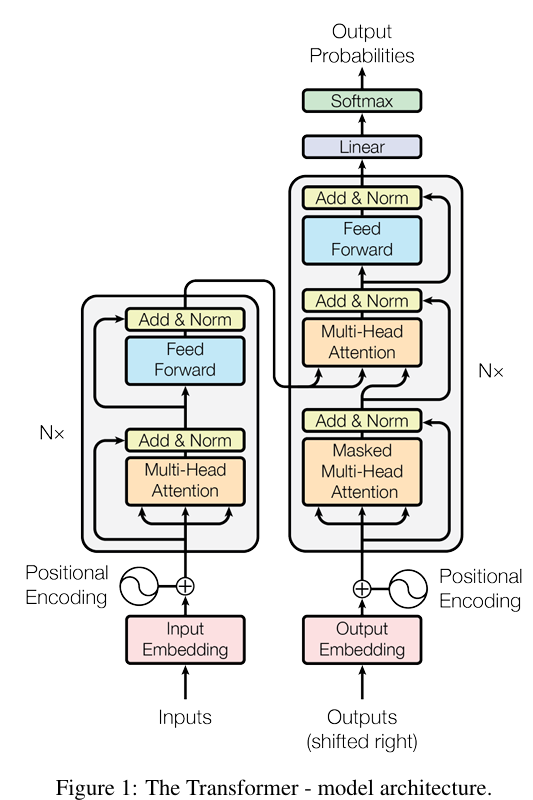 Output
Probabilities
Softmax
Linear
Add & Norm
Feed
Forward
Add & Norm
Multi-Head
Attention
Add & Norm
Masked
Multi-Head
Attention
N×
Add & Norm
Feed
Forward
Add & Norm
Multi-Head
Attention
N×
Positional
Encoding
Positional
Encoding
Input
Embedding
Output
Embedding
Inputs
Outputs
(shifted right)
Figure 1: The Transformer - model architecture.